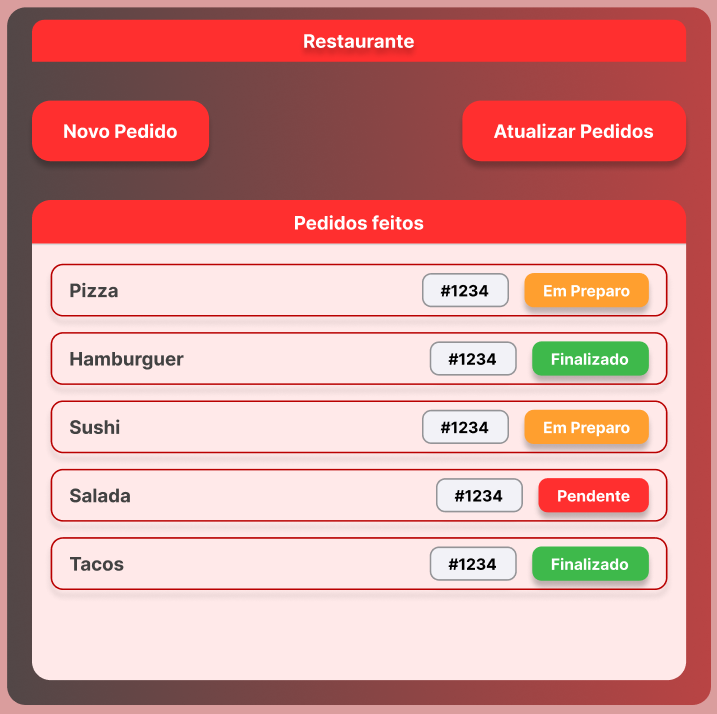 Restaurante
Novo Pedido Atualizar Pedidos
Pedidos feitos
Pizza #1234 Em Preparo
Hamburguer #1234 Finalizado
Sushi #1234 Em Preparo
Salada #1234 Pendente
Tacos #1234 Finalizado